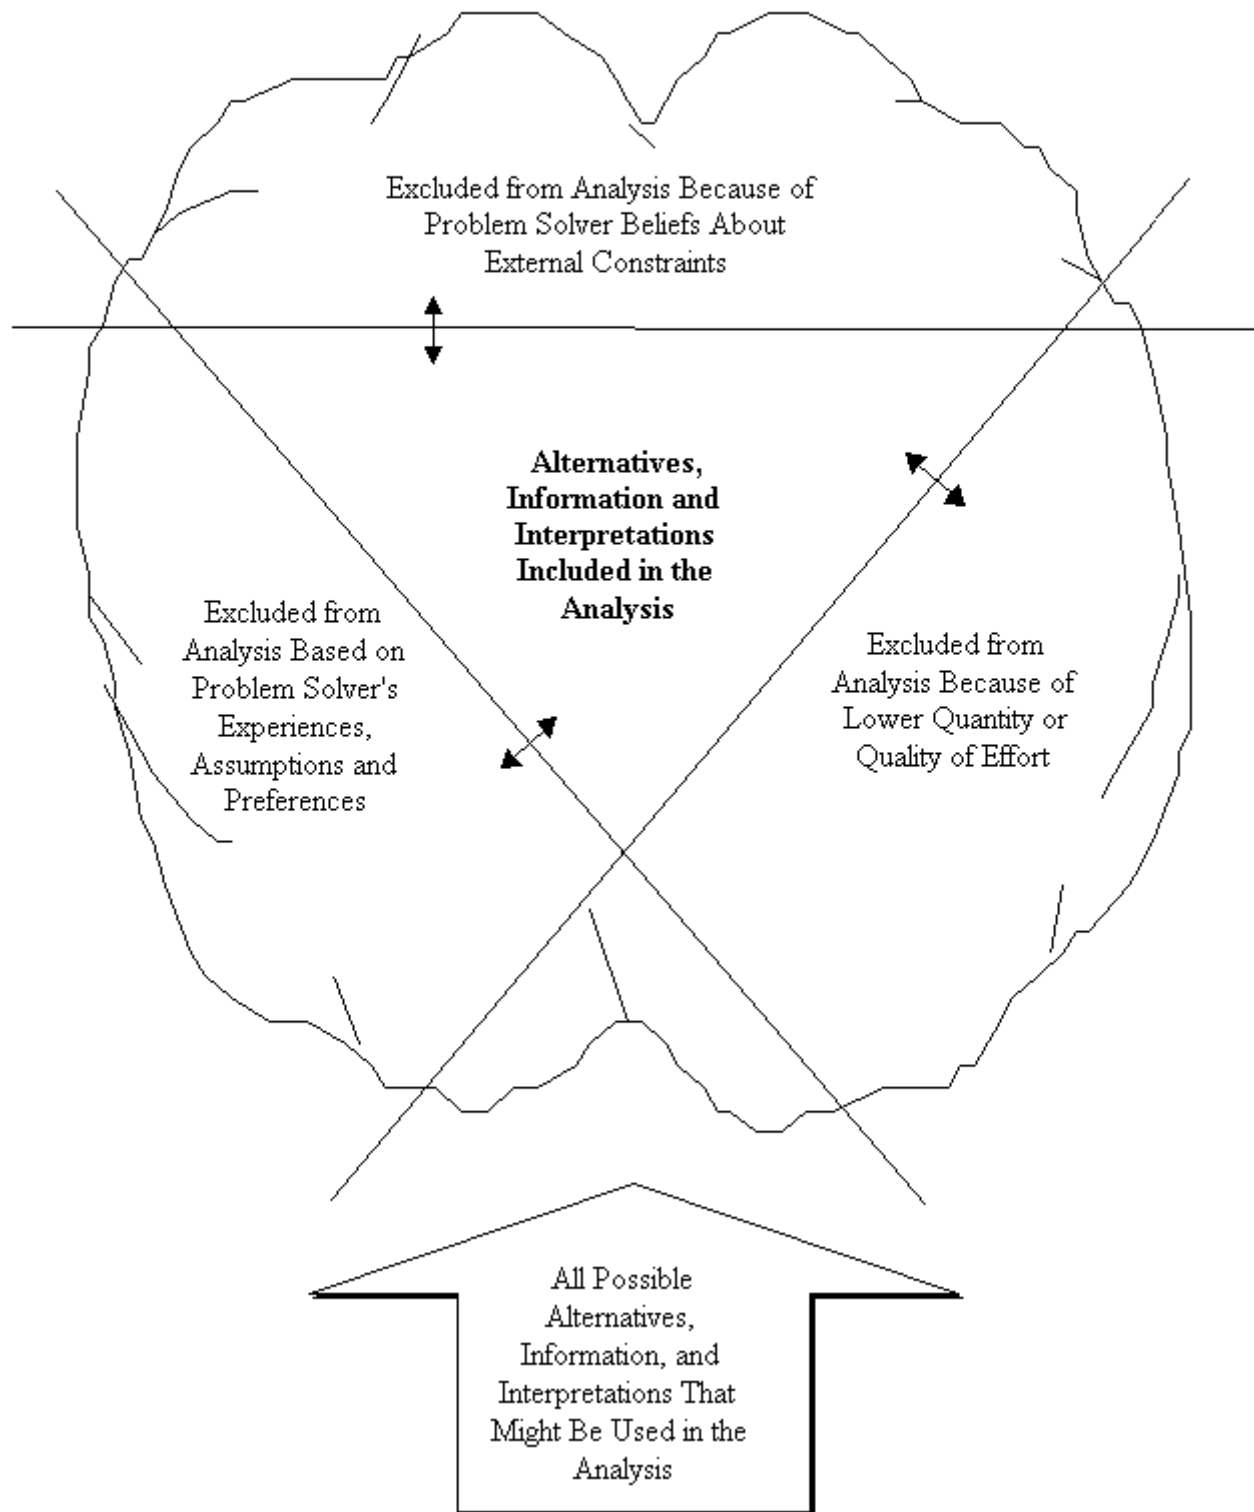 Excluded from Analysis Because of
Problem Solver Beliefs About
External Constraints
Alternatives,
Information and
Interpretations
Included in the
Analysis
Excluded from
Analysis Based on
Problem Solver's
Experiences,
Assumptions and
Preferences
Excluded from
Analysis Because of
Lower Quantity or
Quality of Effort
All Possible
Alternatives,
Information, and
Interpretations That
Might Be Used in the
Analysis